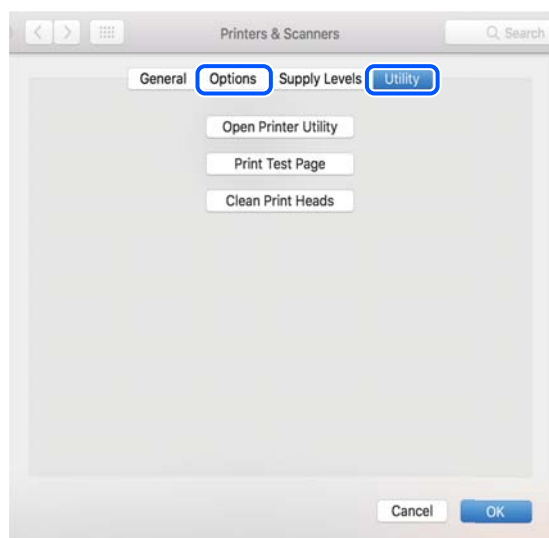 Printers & Scanners Search
General Options Supply Levels Utility
Open Printer Utility
Print Test Page
Clean Print Heads
Cancel OK